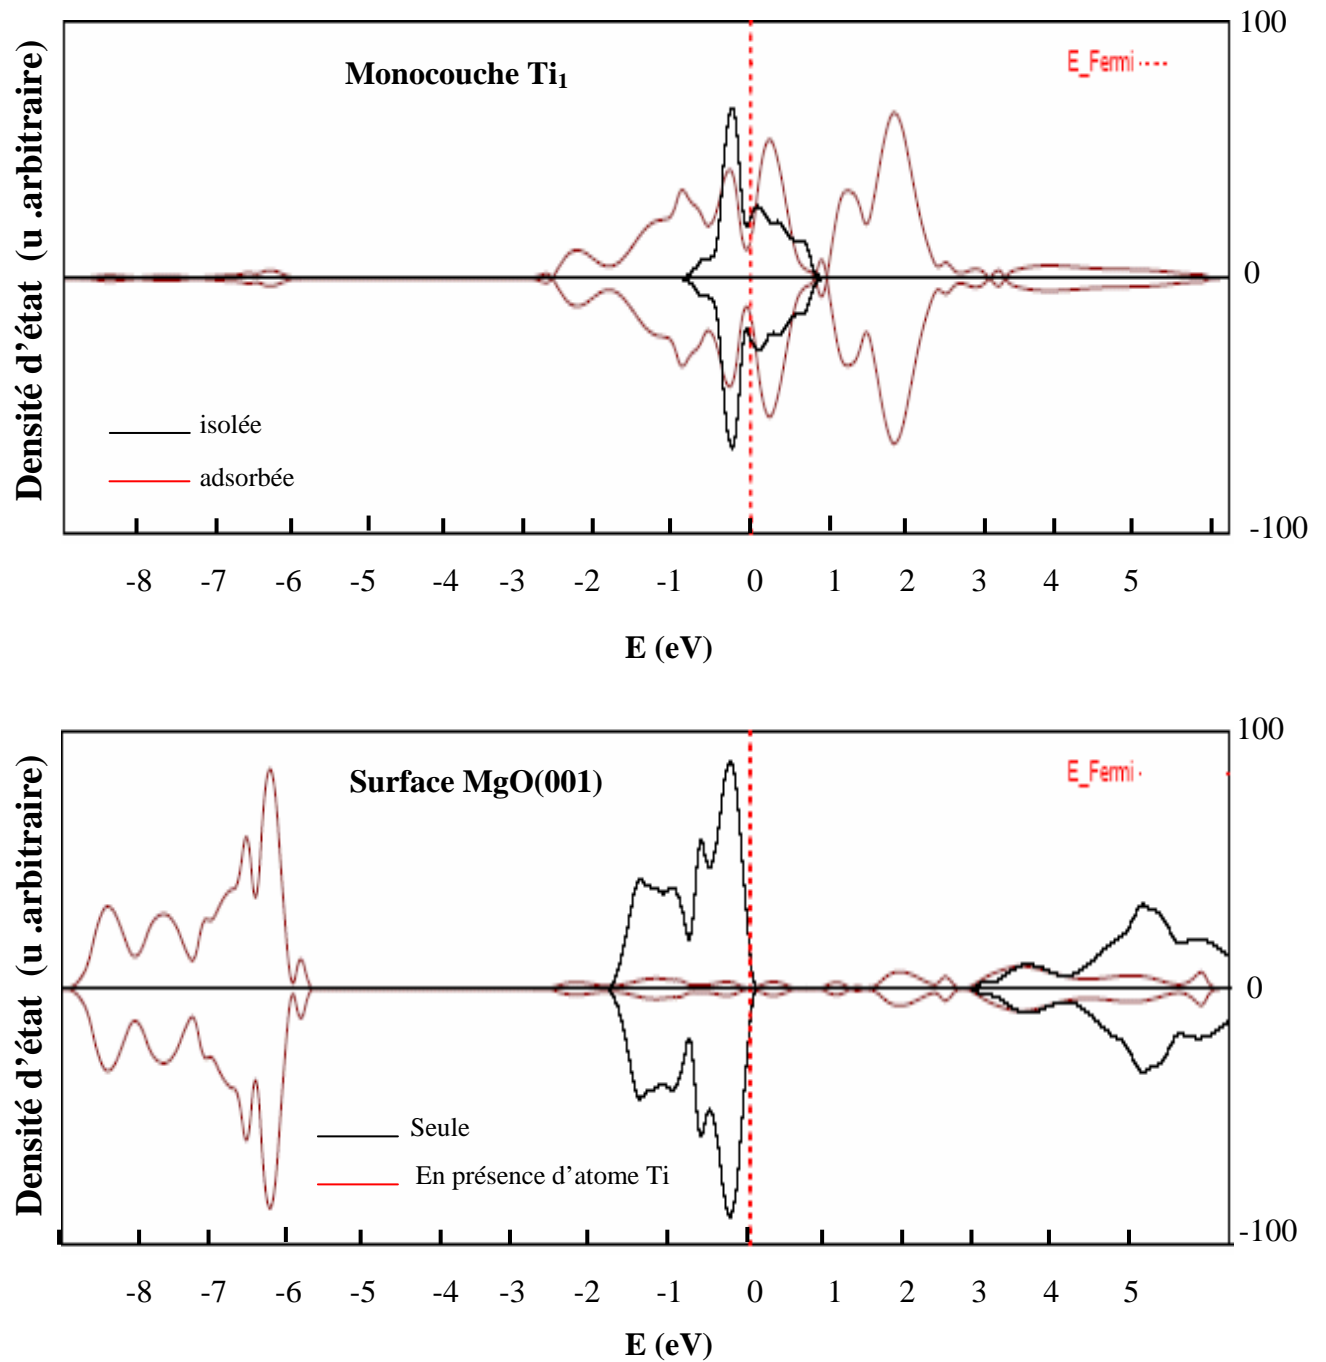 100
E_Fermi
Monocouche Ti₁
Densité d'état (u .arbitraire)
0
isolée
adsorbée
-100
-8 -7 -6 -5 -4 -3 -2 -1 0 1 2 3 4 5
E (eV)
100
E_Fermi
Surface MgO(001)
Densité d'état (u .arbitraire)
0
Seule
En présence d'atome Ti
-100
-8 -7 -6 -5 -4 -3 -2 -1 0 1 2 3 4 5
E (eV)